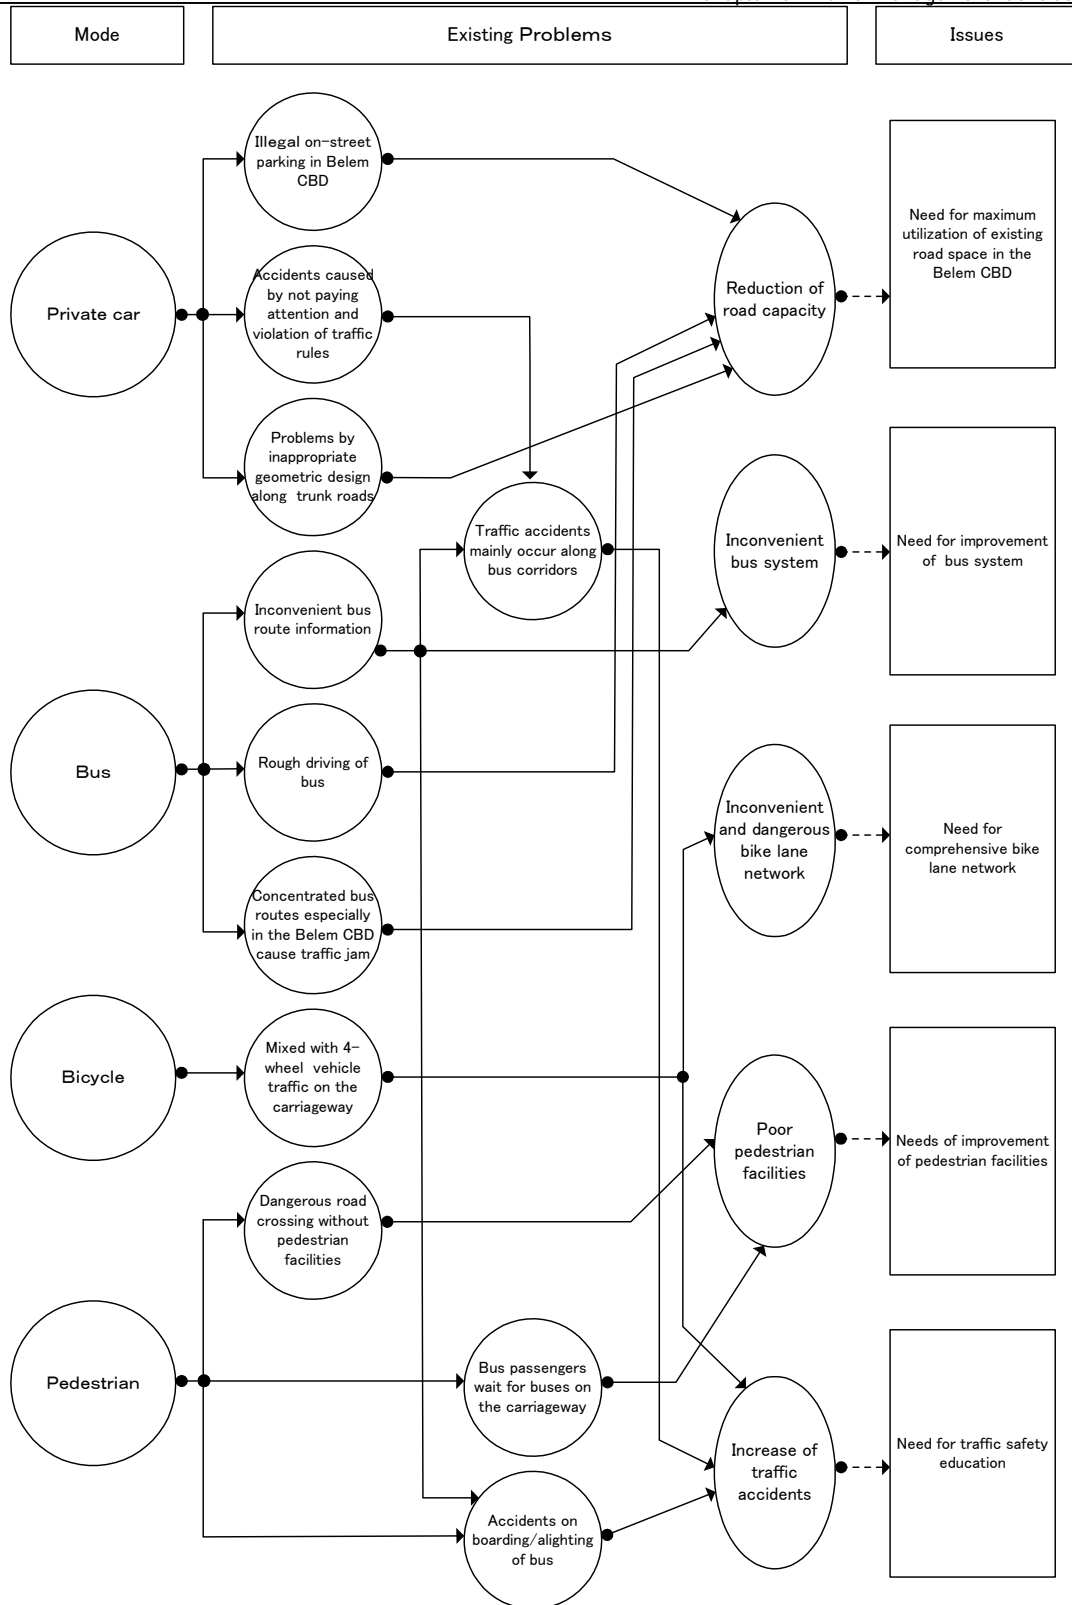 Mode
Existing Problems
Issues
Illegal on-street
parking in Belem
CBD
Private car
Accidents caused
by not paying
attention and
violation of traffic
rules
Problems by
inappropriate
geometric design
along trunk roads
Reduction of
road capacity
Need for maximum
utilization of existing
road space in the
Belem CBD
Traffic accidents
mainly occur along
bus corridors
Inconvenient
bus system
Need for improvement
of bus system
Inconvenient bus
route information
Bus
Rough driving of
bus
Concentrated bus
routes especially
in the Belem CBD
cause traffic jam
Inconvenient
and dangerous
bike lane
network
Need for
comprehensive bike
lane network
Bicycle
Mixed with 4-
wheel vehicle
traffic on the
carriageway
Poor
pedestrian
facilities
Needs of improvement
of pedestrian facilities
Dangerous road
crossing without
pedestrian
facilities
Pedestrian
Bus passengers
wait for buses on
the carriageway
Accidents on
boarding/alighting
of bus
Increase of
traffic
accidents
Need for traffic safety
education